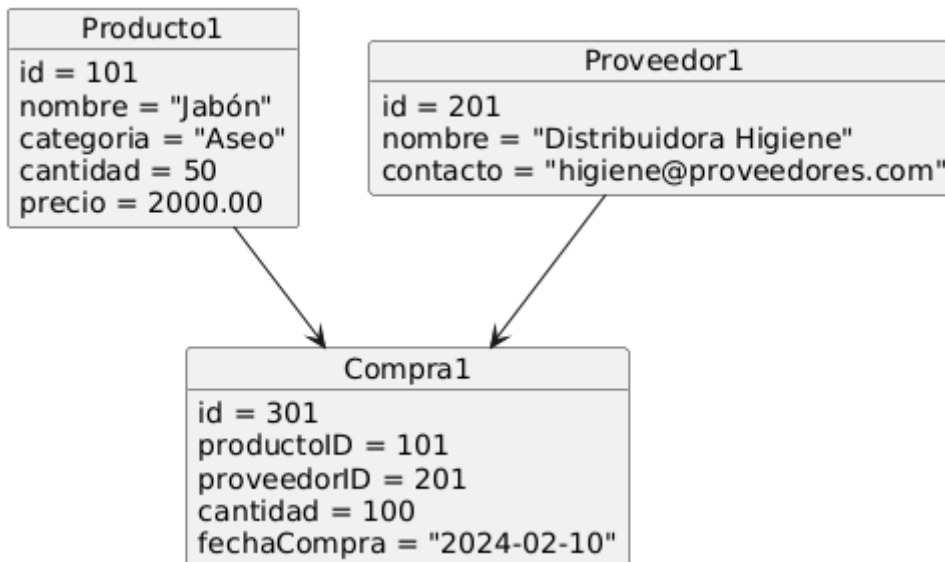 Producto1
id = 101
nombre = "Jabón"
categoria = "Aseo"
cantidad = 50
precio = 2000.00
Proveedor1
id = 201
nombre = "Distribuidora Higiene"
contacto = "higiene@proveedores.com"
Compra1
id = 301
productoID = 101
proveedorID = 201
cantidad = 100
fechaCompra = "2024-02-10"